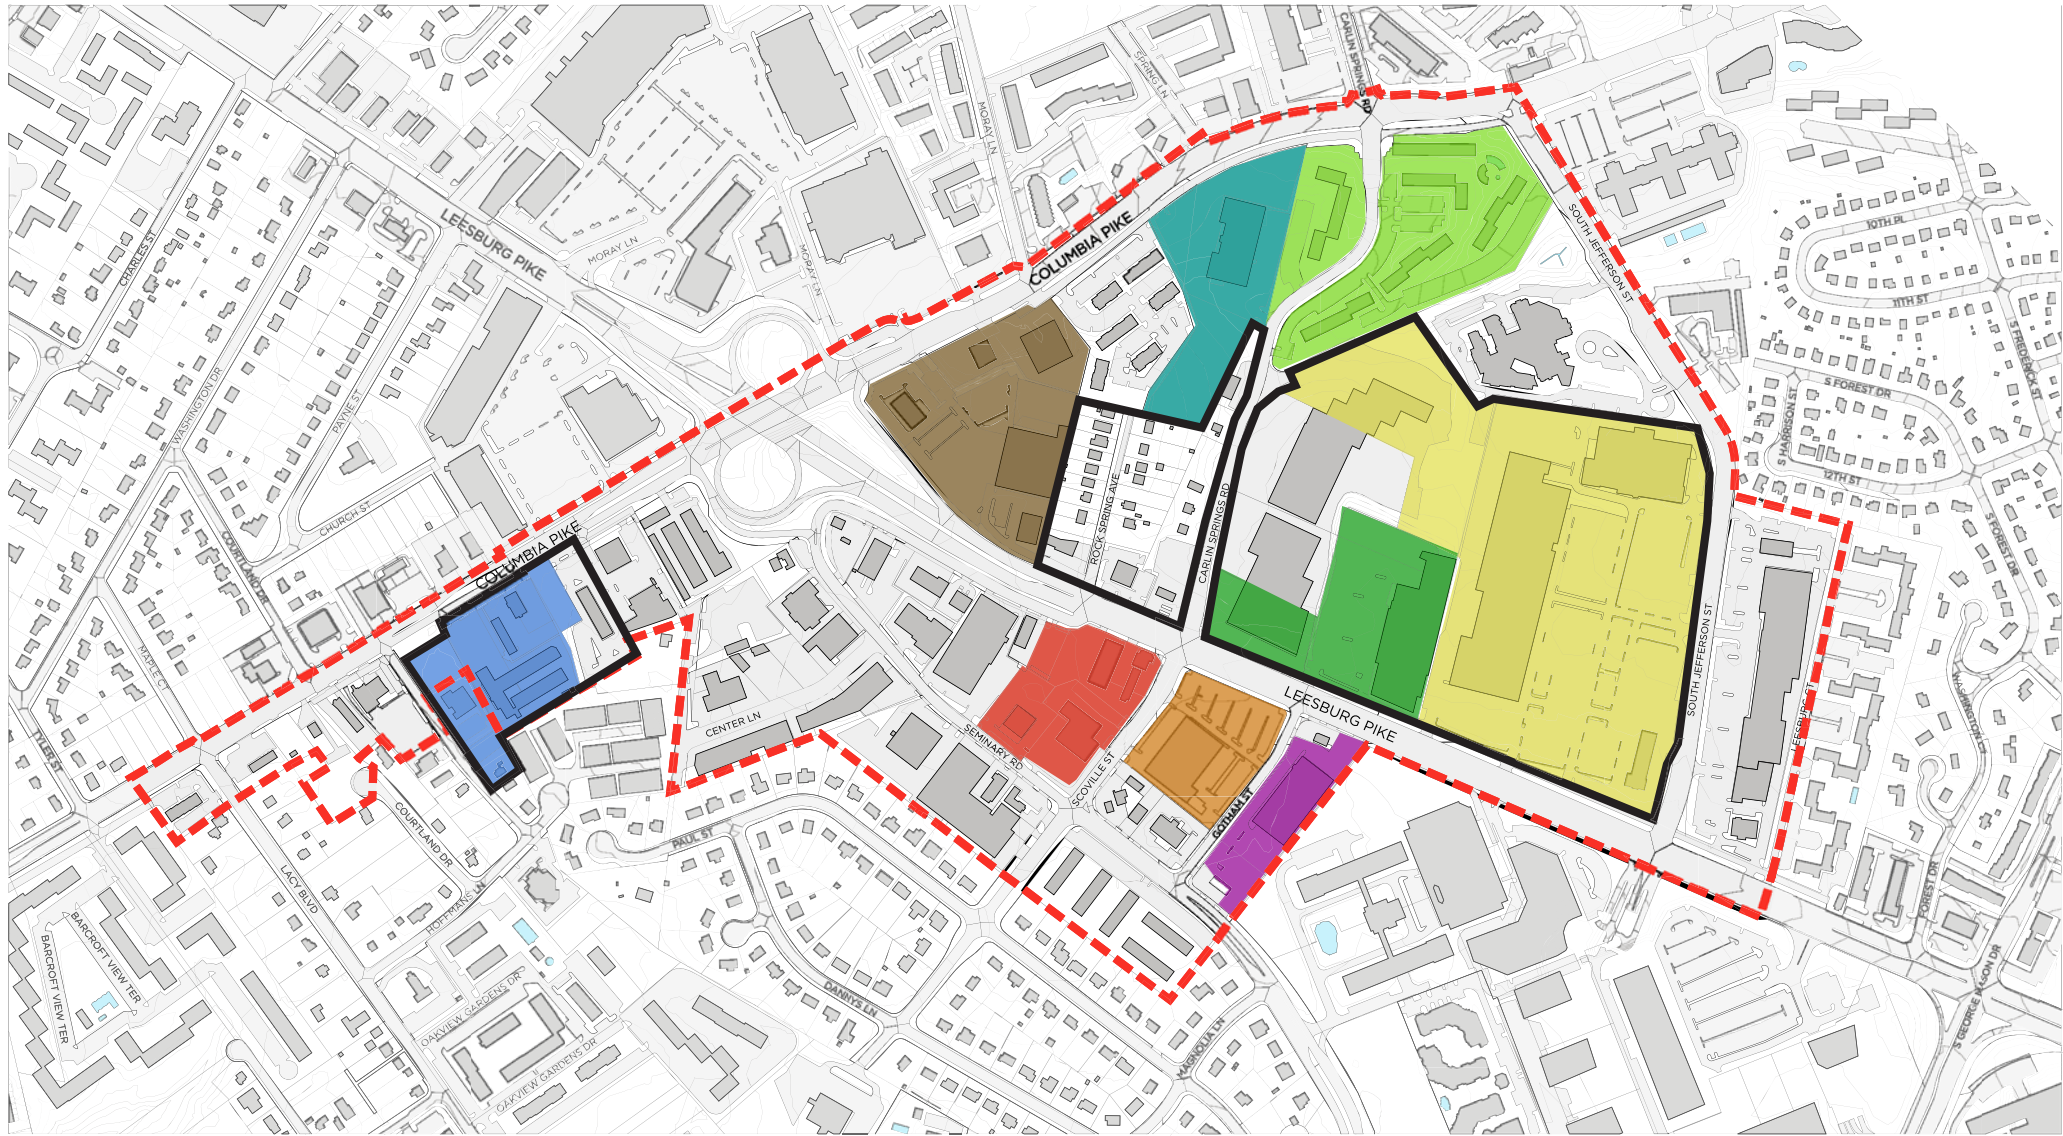 CARLIN SPRINGS RD
SPRING LN
MORAY LN
LEESBURG PIKE
CHARLES ST
MORAY LN
MORAY LN
COLUMBIA PIKE
SOUTH JEFFERSON ST
10TH PL
11TH ST
S FREDERICK ST
S FOREST DR
S HARRISON ST
12TH ST
WASHINGTON DR
PAYNE ST
CHURCH ST
COURTLAND DR
COLUMBIA PIKE
ROCK SPRING AVE
CARLIN SPRINGS RD
S FOREST DR
MAPLE CT
SOUTH JEFFERSON ST
LEESBURG CT
LEESBURG PIKE
TYLER ST
CENTER LN
SEMINARY RD
SCOVILLE ST
GOTHAM ST
COURTLAND DR
PAUL ST
LACY BLVD
HOFFMANS LN
FOREST DR
BARCROFT VIEW TER
BARCROFT VIEW TER
OAKVIEW GARDENS DR
DANNYS LN
S GEORGE MASON DR
MAGNOLIA LN
OAKVIEW GARDENS DR